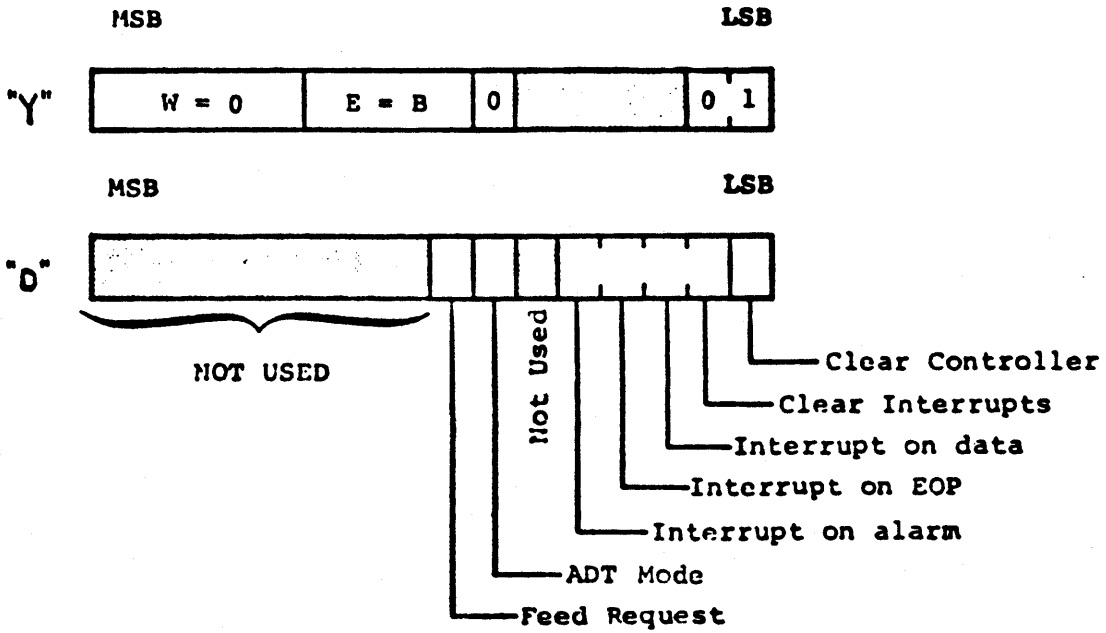 MSB LSB
"Y" W = 0 E = B 0 0 1
MSB LSB
"D"
NOT USED
Not Used
Clear Controller
Clear Interrupts
Interrupt on data
Interrupt on EOP
Interrupt on alarm
ADT Mode
Feed Request